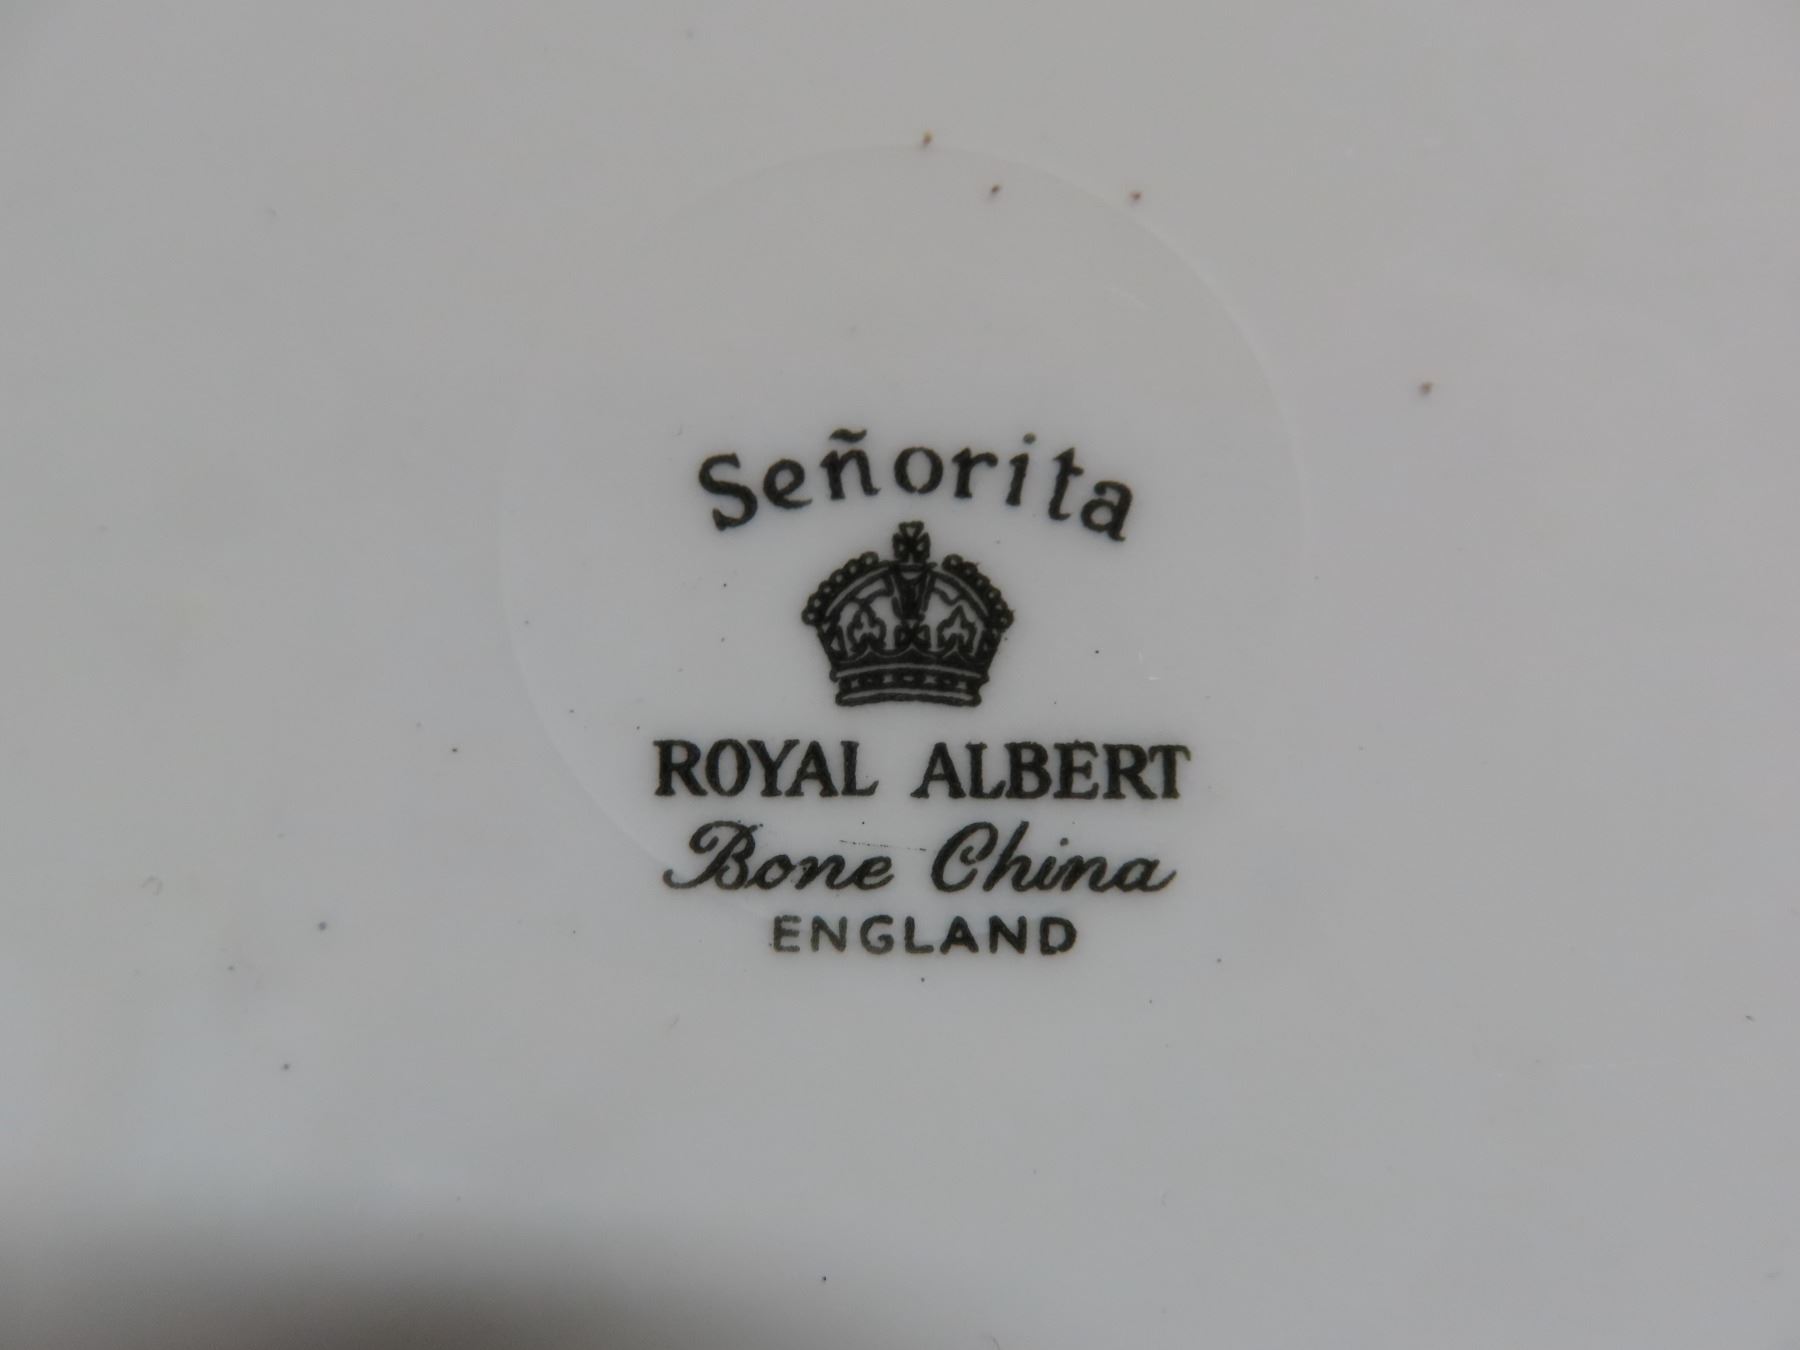 Señorita
ROYAL ALBERT
Bone China
ENGLAND